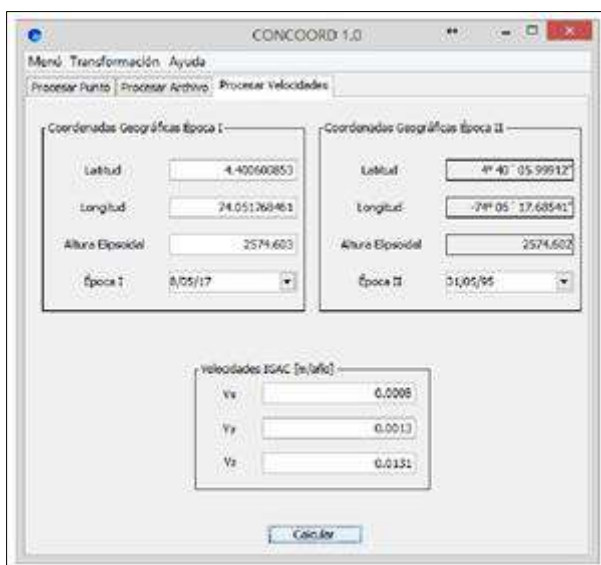 CONCOORD 1.0
Menú Transformación Ayuda
Procesar Punto Procesar Archivo Procesar Velocidades
Coordenadas Geográficas Época I
Latitud 4.400600853
Longitud 74.051768461
Altura Elipsoidal 2574.603
Época I 8/05/17
Coordenadas Geográficas Época II
Latitud 4° 40´ 05.99912"
Longitud -74° 05´ 17.68541"
Altura Elipsoidal 2574.602
Época II 31/05/95
Velocidades IGAC [m/año]
Vx 0.0008
Vy 0.0013
Vz 0.0131
Calcular